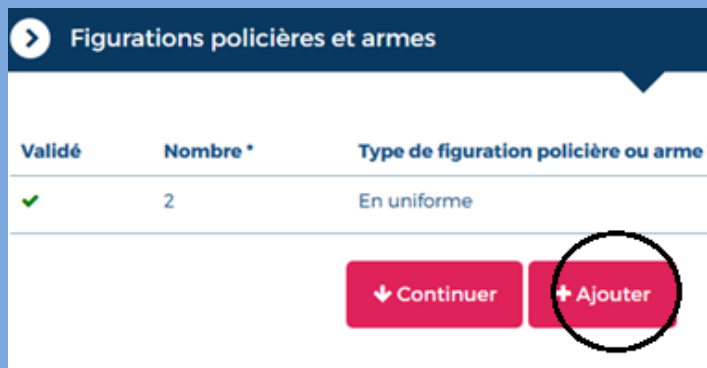 Figurations policières et armes
Validé Nombre * Type de figuration policière ou arme
2 En uniforme
Continuer + Ajouter